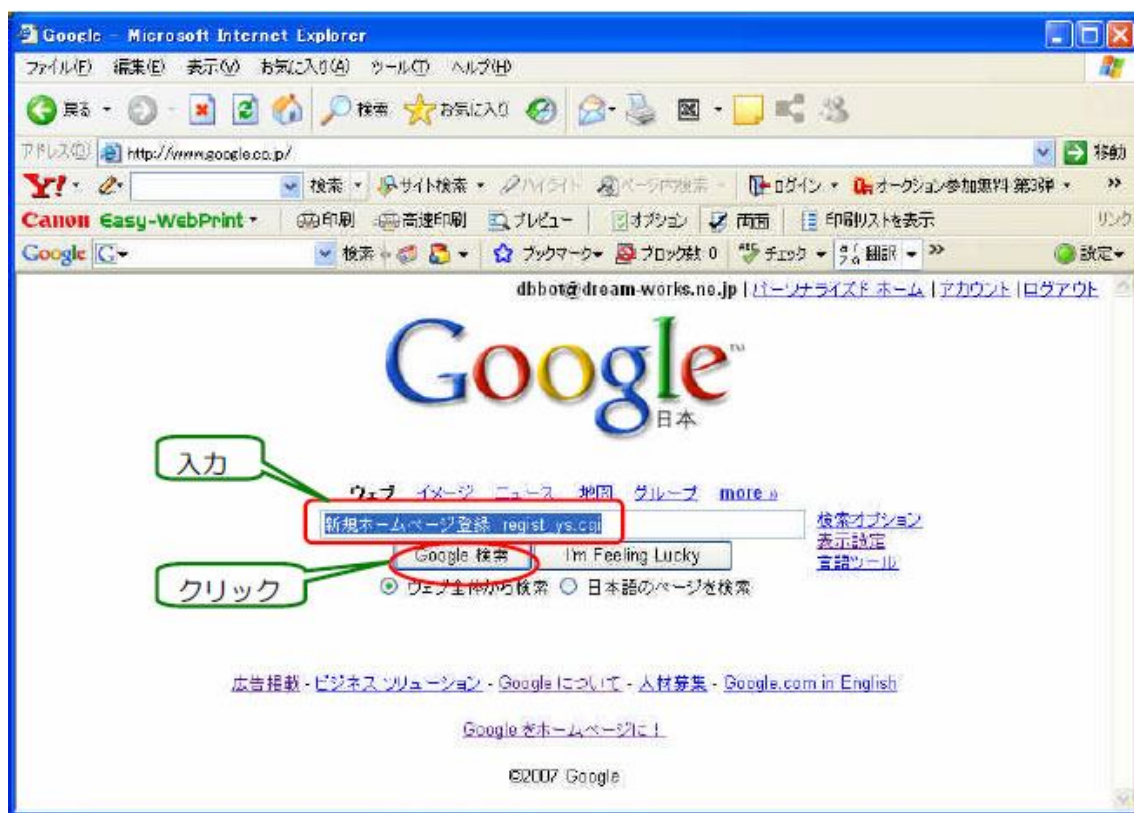 Google - Microsoft Internet Explorer
ファイル(F) 編集(E) 表示(V) お気に入り(A) ツール(T) ヘルプ(H)
戻る 検索 お気に入り
アドレス(D) http://www.google.co.jp/ 移動
Y! 検索 サイト検索 ハイライト ページ内検索 ログイン オークション参加無料 第3弾 »
Canon Easy-WebPrint 印刷 高速印刷 プレビュー オプション 両面 印刷リストを表示 リンク
Google G 検索 ブックマーク ブロック数 0 チェック 翻訳 » 設定
dbbot@dream-works.ne.jp | パーソナライズド ホーム | アカウント | ログアウト
Google™
日本
入力
ウェブ イメージ ニュース 地図 グループ more »
新規ホームページ登録 regist_ys.cgi
検索オプション
表示設定
言語ツール
Google 検索 I'm Feeling Lucky
クリック
ウェブ全体から検索 日本語のページを検索
広告掲載 - ビジネス ソリューション - Google について - 人材募集 - Google.com in English
Google をホームページに!
©2007 Google